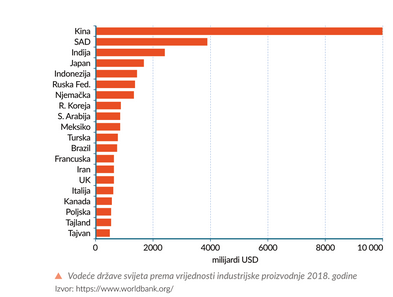 Kina
SAD
Indija
Japan
Indonezija
Ruska Fed.
Njemačka
R. Koreja
S. Arabija
Meksiko
Turska
Brazil
Francuska
Iran
UK
Italija
Kanada
Poljska
Tajland
Tajvan
0 2000 4000 6000 8000 10 000
milijardi USD
Vodeće države svijeta prema vrijednosti industrijske proizvodnje 2018. godine
Izvor: https://www.worldbank.org/